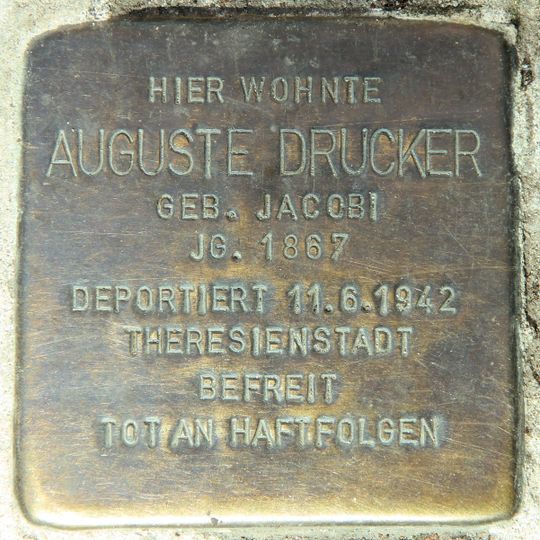 HIER WOHNTE
AUGUSTE DRUCKER
GEB. JACOBI
JG. 1867
DEPORTIERT 11.6.1942
THERESIENSTADT
BEFREIT
TOT AN HAFTFOLGEN